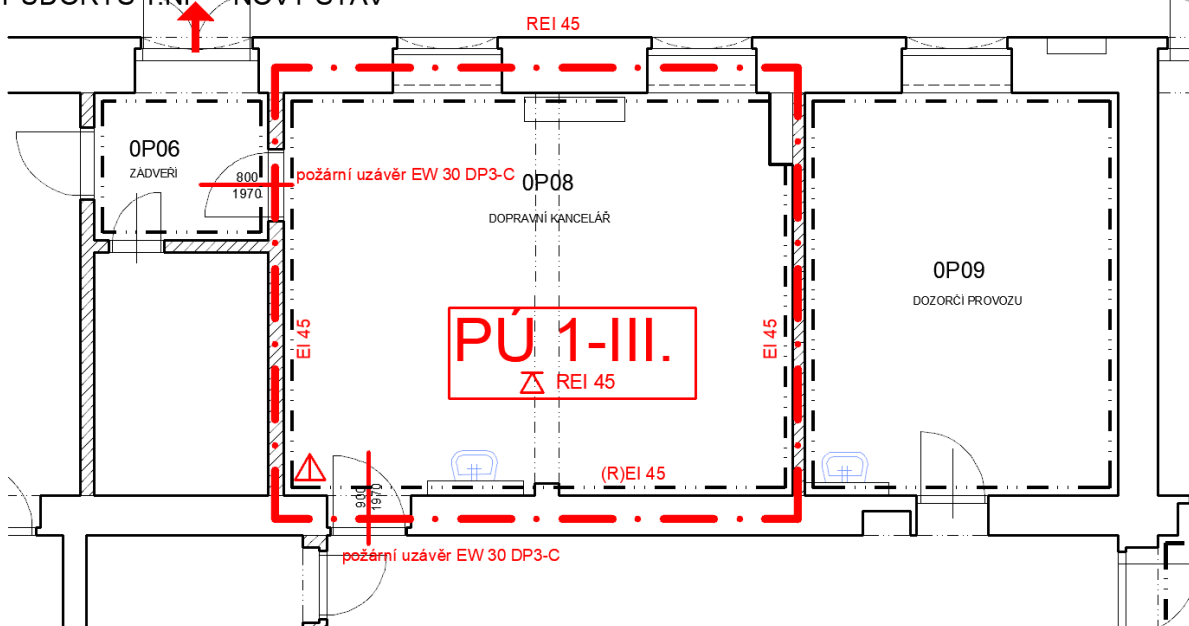 REI 45
0P06
ZÁDVEŘÍ
800
1970
požární uzávěr EW 30 DP3-C
0P08
DOPRAVNÍ KANCELÁŘ
0P09
DOZORČÍ PROVOZU
EI 45
PÚ 1-III.
REI 45
EI 45
(R)EI 45
900
1970
požární uzávěr EW 30 DP3-C